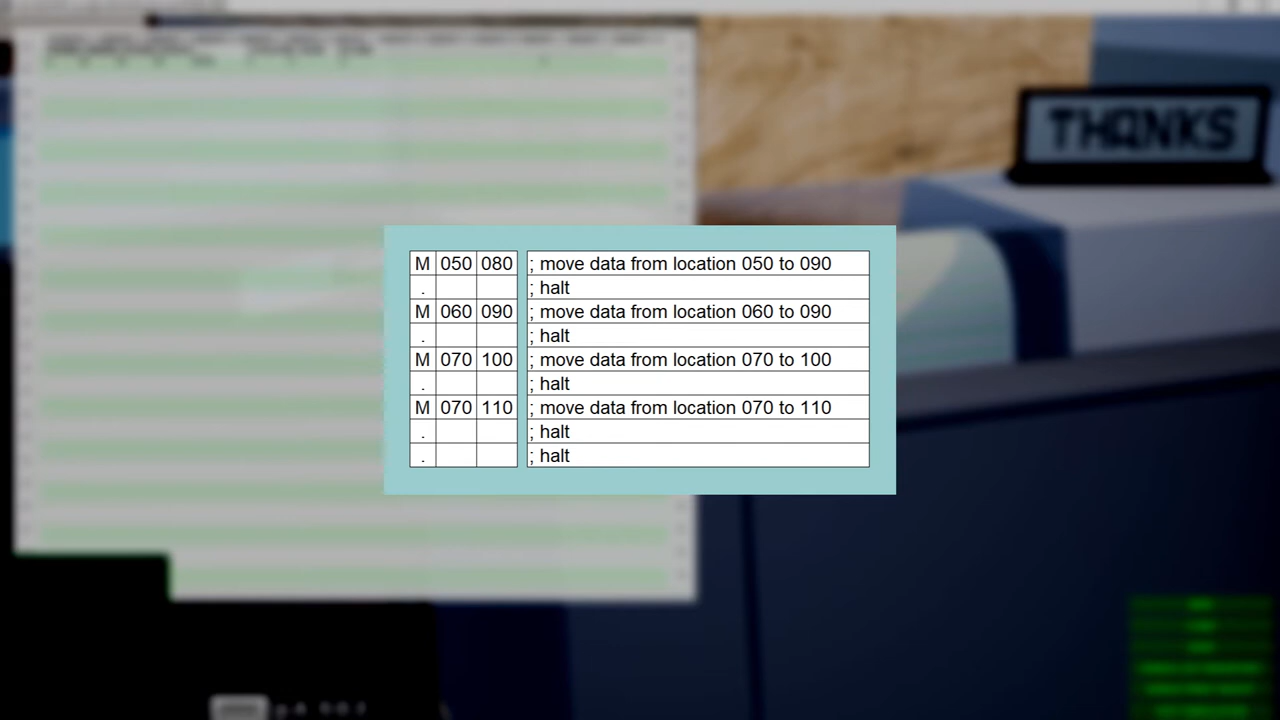 THANKS
M 050 080 ; move data from location 050 to 090
. ; halt
M 060 090 ; move data from location 060 to 090
. ; halt
M 070 100 ; move data from location 070 to 100
. ; halt
M 070 110 ; move data from location 070 to 110
. ; halt
. ; halt